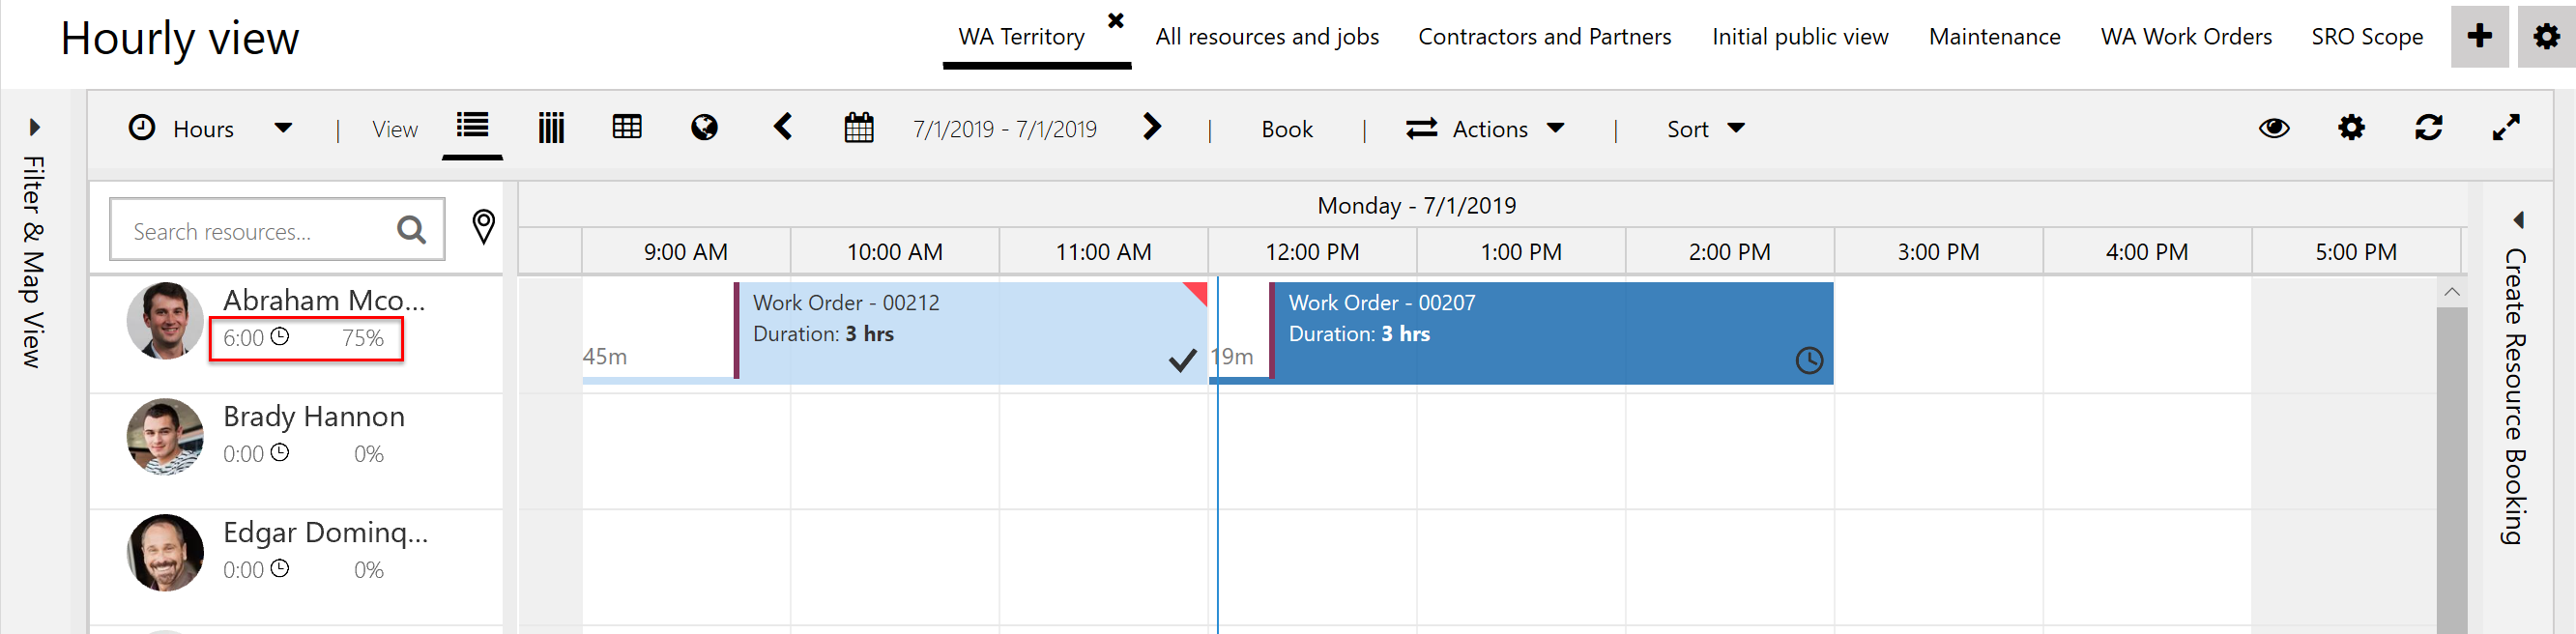 Hourly view
WA Territory
All resources and jobs
Contractors and Partners
Initial public view
Maintenance
WA Work Orders
SRO Scope
Filter & Map View
Hours
View
7/1/2019 - 7/1/2019
Book
Actions
Sort
Search resources...
Monday - 7/1/2019
9:00 AM 10:00 AM 11:00 AM 12:00 PM 1:00 PM 2:00 PM 3:00 PM 4:00 PM 5:00 PM
Abraham Mco...
6:00 75%
45m
Work Order - 00212
Duration: 3 hrs
19m
Work Order - 00207
Duration: 3 hrs
Brady Hannon
0:00 0%
Edgar Dominq...
0:00 0%
Create Resource Booking